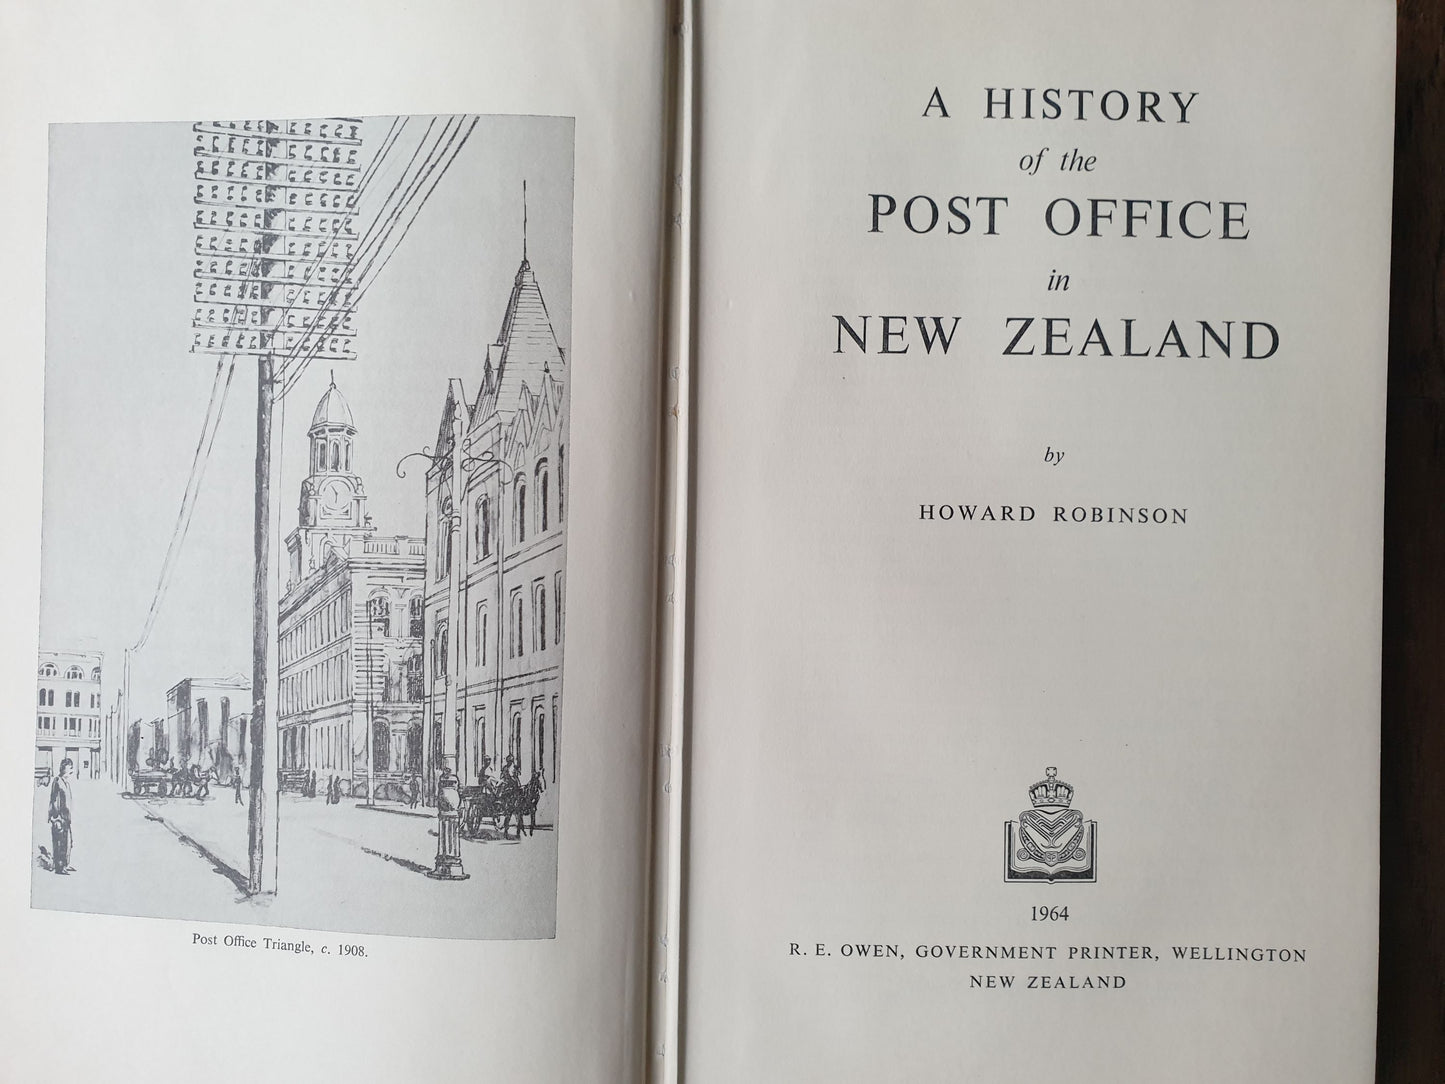 Post Office Triangle, c. 1908.
A HISTORY
of the
POST OFFICE
in
NEW ZEALAND
by
HOWARD ROBINSON
1964
R. E. OWEN, GOVERNMENT PRINTER, WELLINGTON
NEW ZEALAND